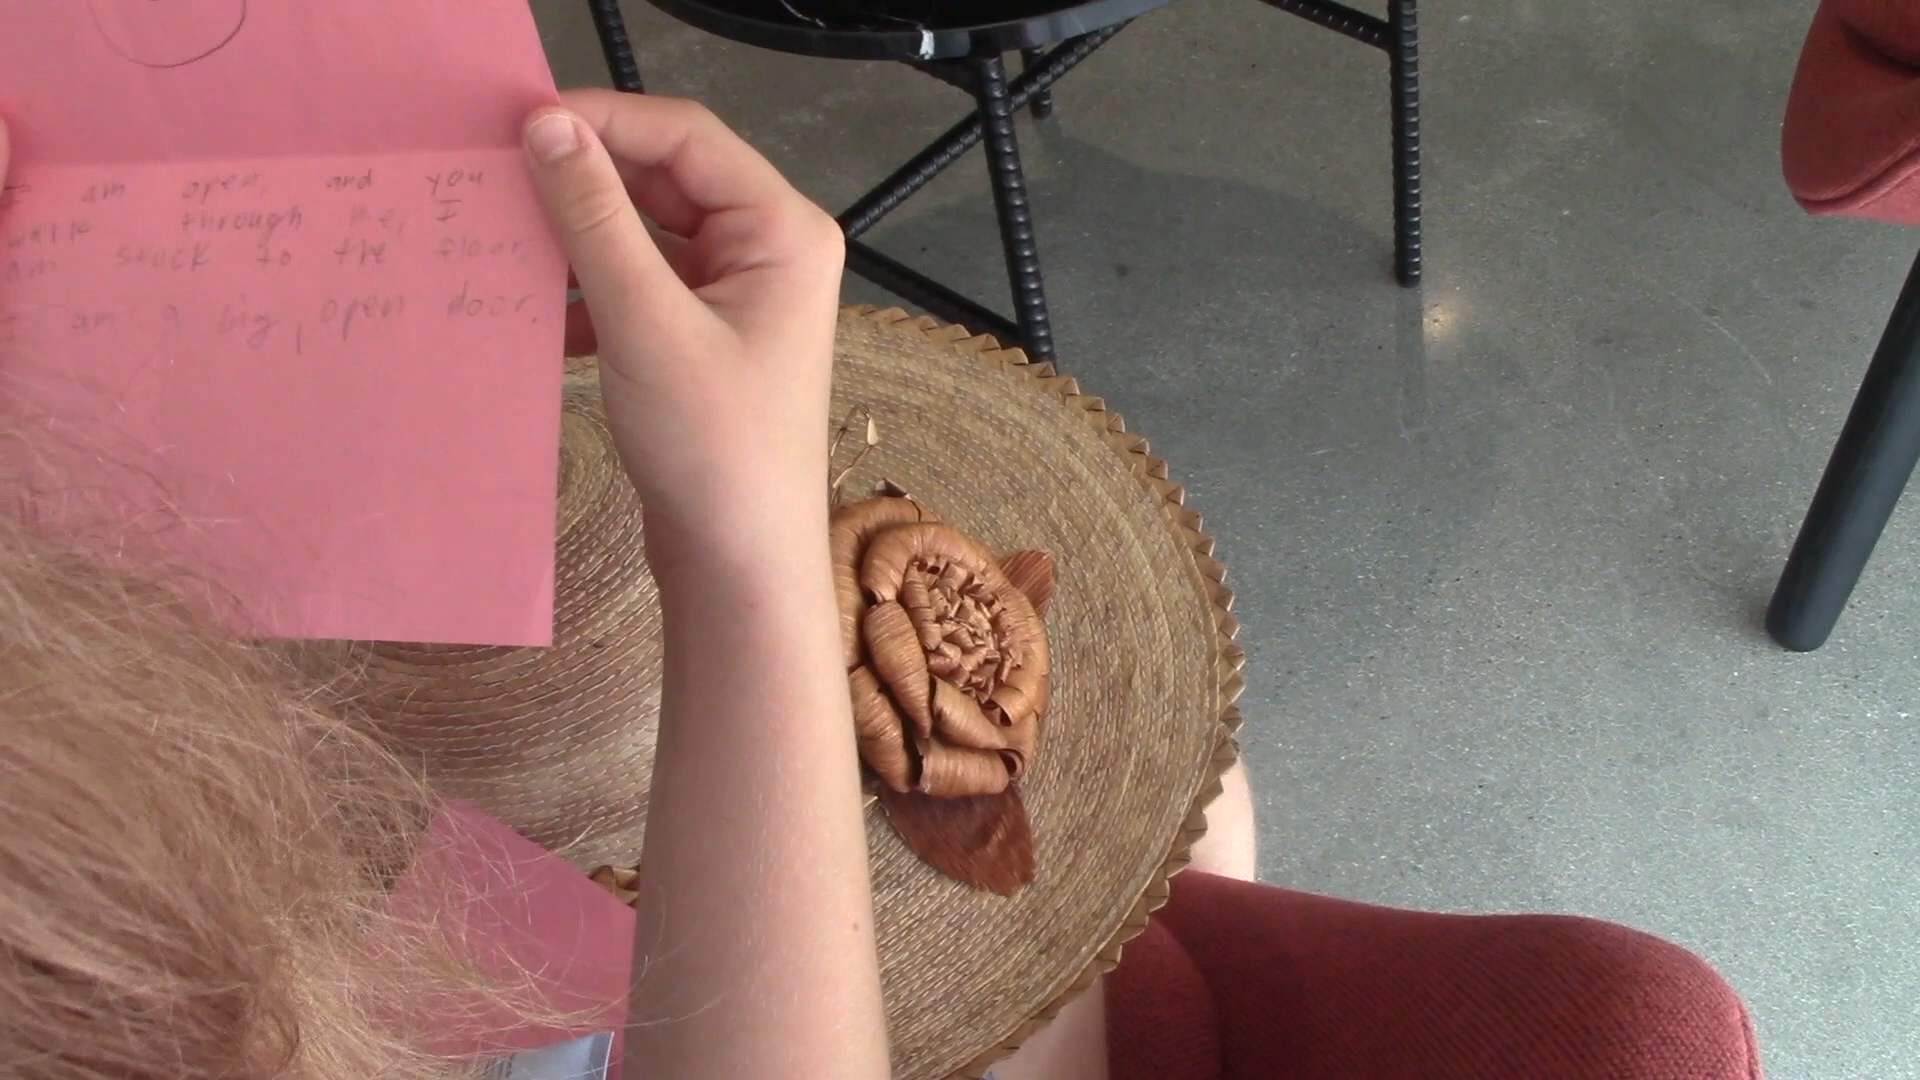 I am open, and you
walk through me, I
am stuck to the floor,
I am a big, open door.